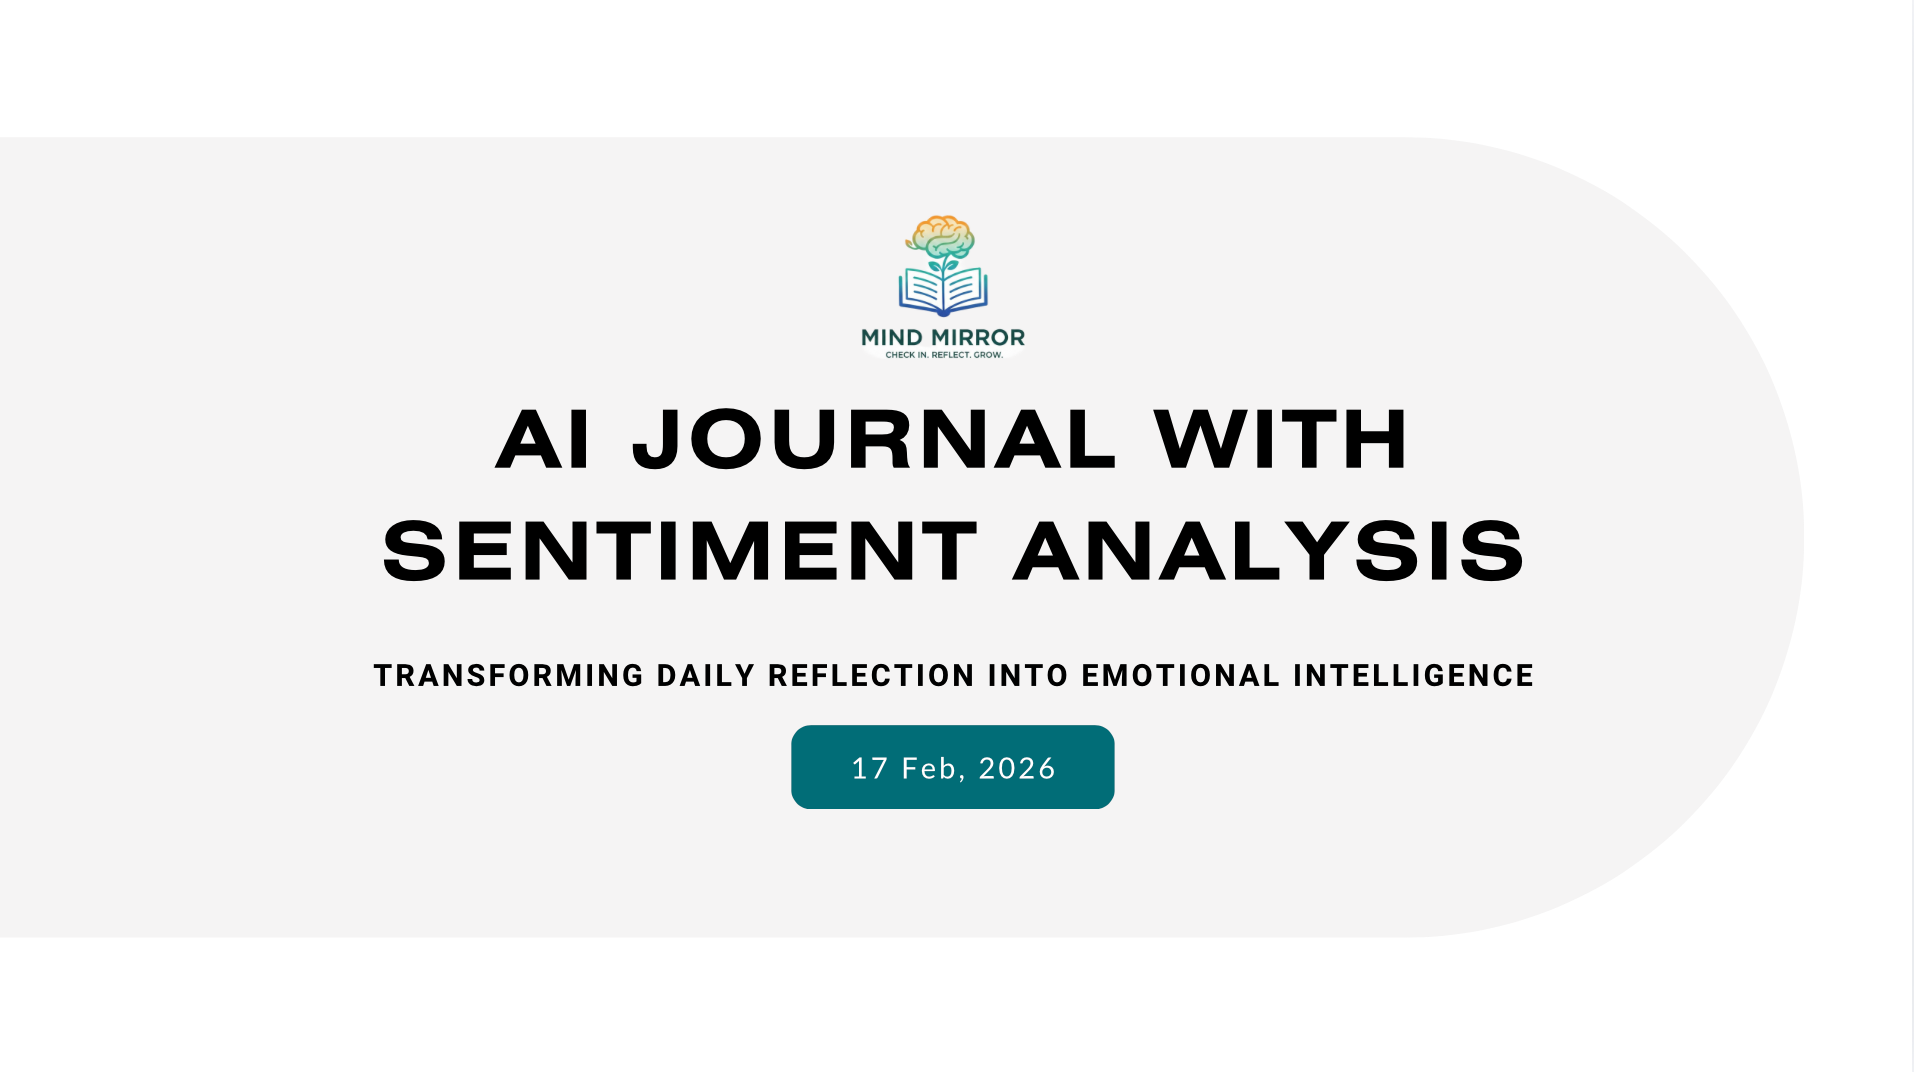 MIND MIRROR
CHECK IN. REFLECT. GROW.
AI JOURNAL WITH
SENTIMENT ANALYSIS
TRANSFORMING DAILY REFLECTION INTO EMOTIONAL INTELLIGENCE
17 Feb, 2026